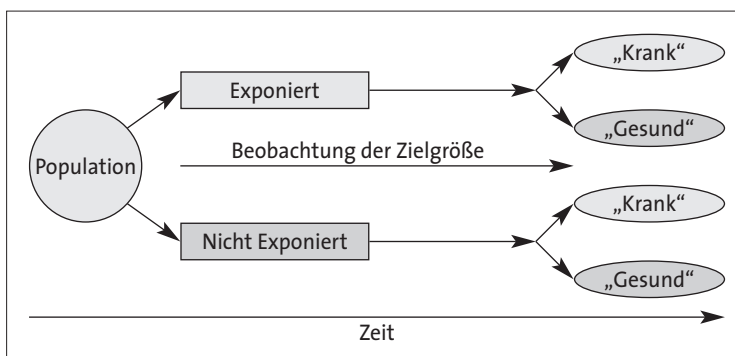 „Krank“
Exponiert
„Gesund“
Population
Beobachtung der Zielgröße
„Krank“
Nicht Exponiert
„Gesund“
Zeit